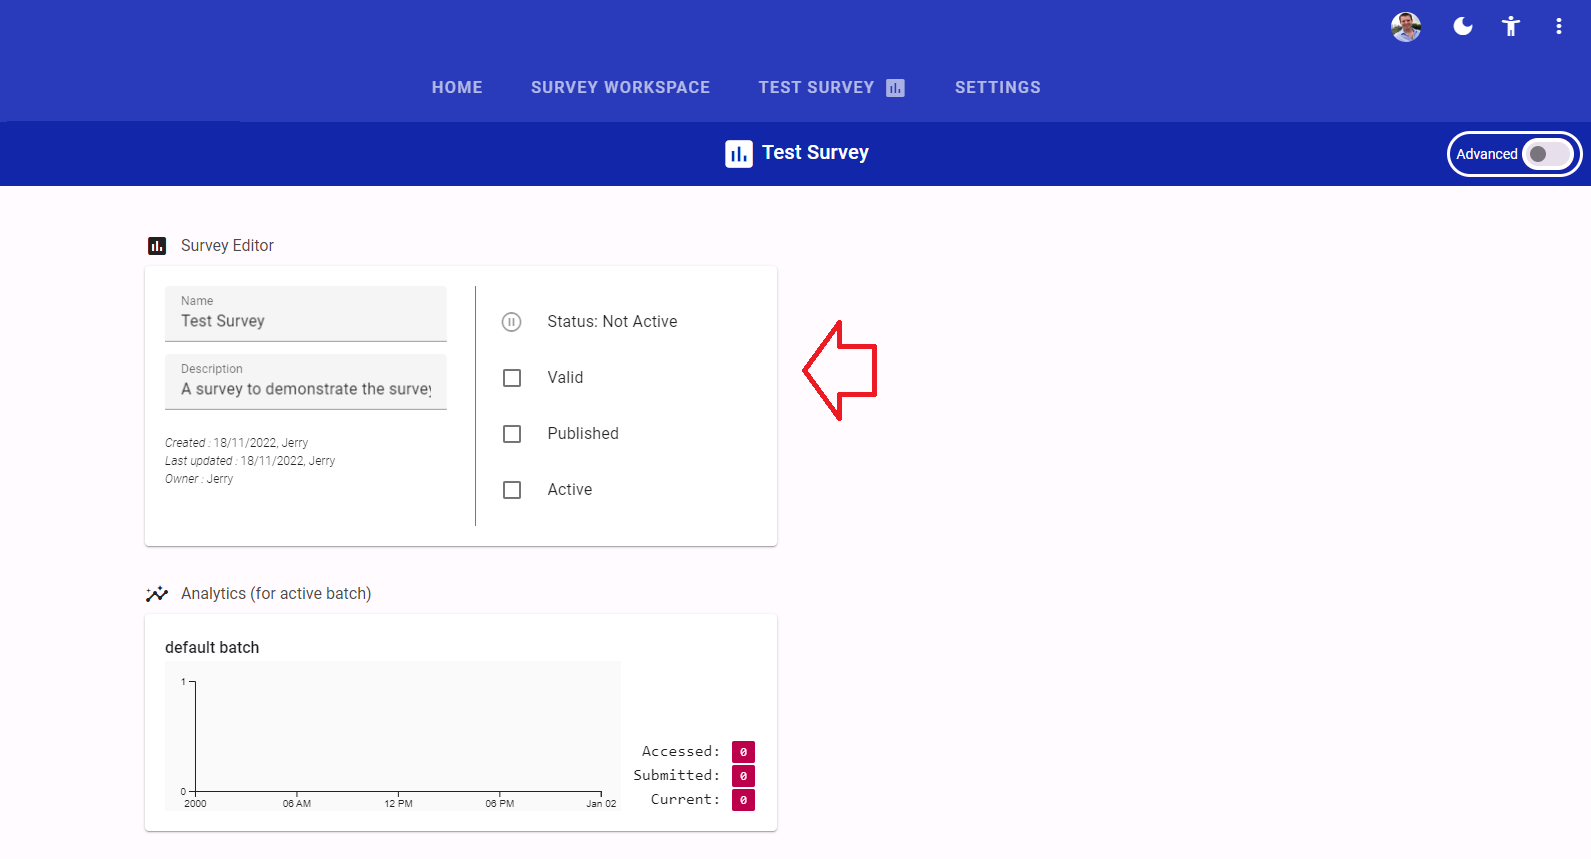 HOME SURVEY WORKSPACE TEST SURVEY SETTINGS
Test Survey
Advanced
Survey Editor
Name
Test Survey
Description
A survey to demonstrate the survey
Created : 18/11/2022, Jerry
Last updated : 18/11/2022, Jerry
Owner : Jerry
Status: Not Active
Valid
Published
Active
Analytics (for active batch)
default batch
1
0
2000 06 AM 12 PM 06 PM Jan 02
Accessed: 0
Submitted: 0
Current: 0